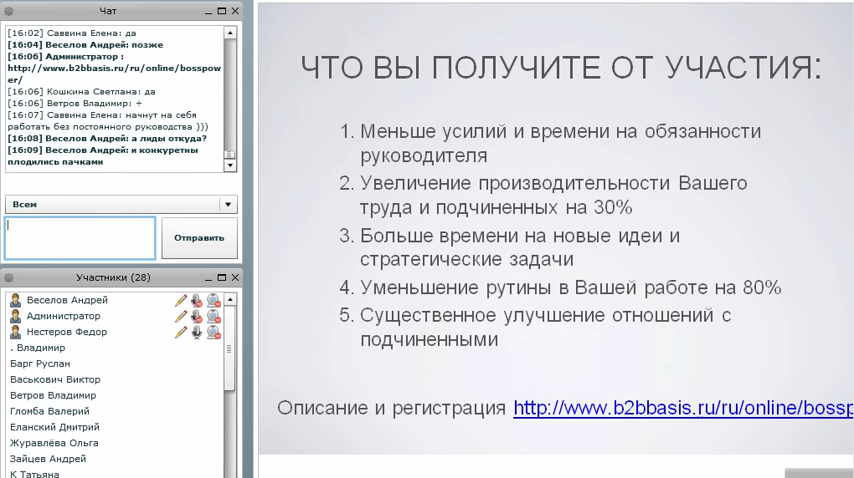 Чат
[16:02] Саввина Елена: да
[16:04] Веселов Андрей: позже
[16:06] Администратор :
http://www.b2bbasis.ru/ru/online/bosspow
er/
[16:06] Кошкина Светлана: да
[16:06] Ветров Владимир: +
[16:07] Саввина Елена: начнут на себя
работать без постоянного руководства )))
[16:08] Веселов Андрей: а лиды откуда?
[16:09] Веселов Андрей: и конкуретны
плодились пачками
Всем
Отправить
Участники (28)
Веселов Андрей
Администратор
Нестеров Федор
. Владимир
Барг Руслан
Васькович Виктор
Ветров Владимир
Гломба Валерий
Еланский Дмитрий
Журавлёва Ольга
Зайцев Андрей
К Татьяна
ЧТО ВЫ ПОЛУЧИТЕ ОТ УЧАСТИЯ:
1. Меньше усилий и времени на обязанности
руководителя
2. Увеличение производительности Вашего
труда и подчиненных на 30%
3. Больше времени на новые идеи и
стратегические задачи
4. Уменьшение рутины в Вашей работе на 80%
5. Существенное улучшение отношений с
подчиненными
Описание и регистрация http://www.b2bbasis.ru/ru/online/bossp